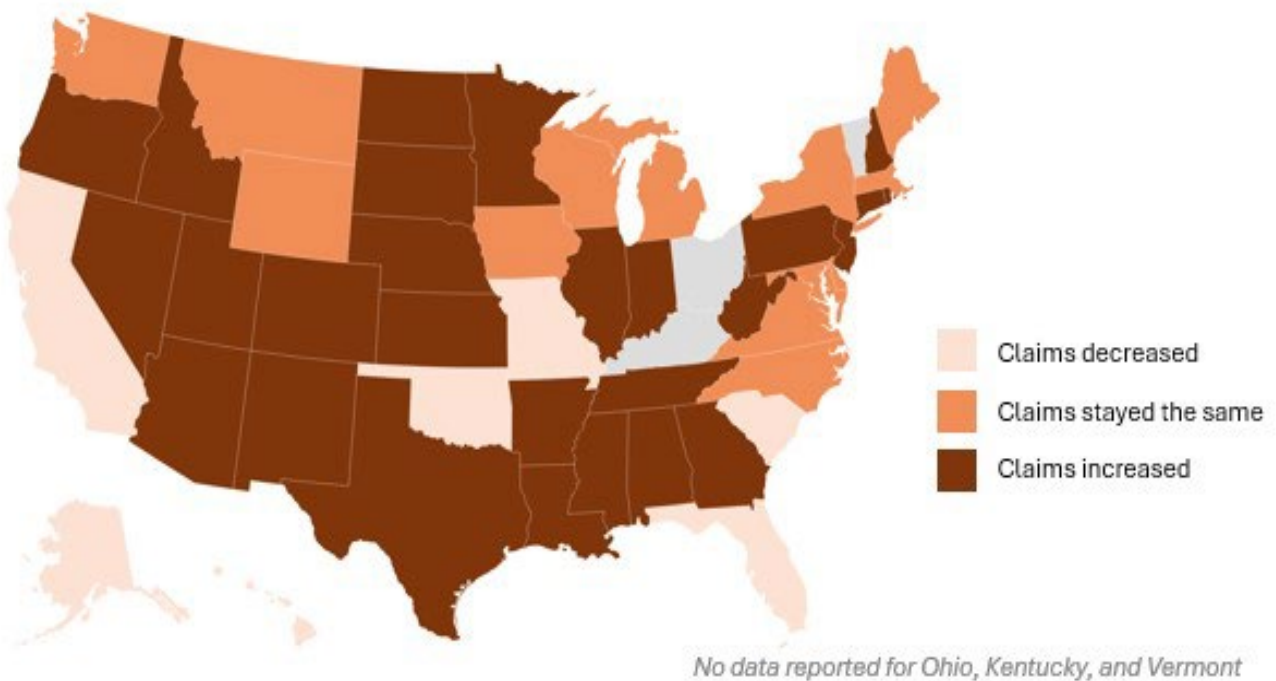 Claims decreased
Claims stayed the same
Claims increased
No data reported for Ohio, Kentucky, and Vermont